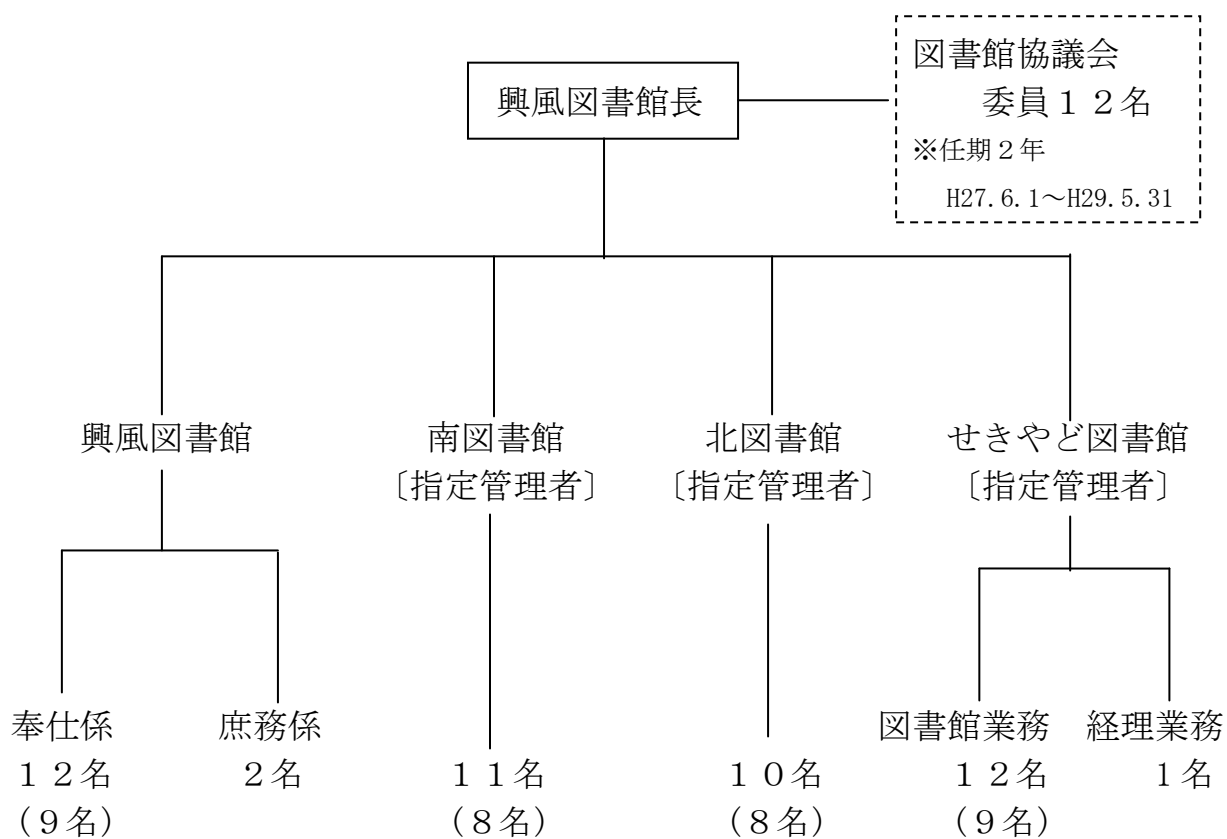 図書館協議会
委員１２名
※任期２年
H27.6.1～H29.5.31
興風図書館長
興風図書館
南図書館
〔指定管理者〕
北図書館
〔指定管理者〕
せきやど図書館
〔指定管理者〕
奉仕係
１２名
（９名）
庶務係
２名
１１名
（８名）
１０名
（８名）
図書館業務
１２名
（９名）
経理業務
１名